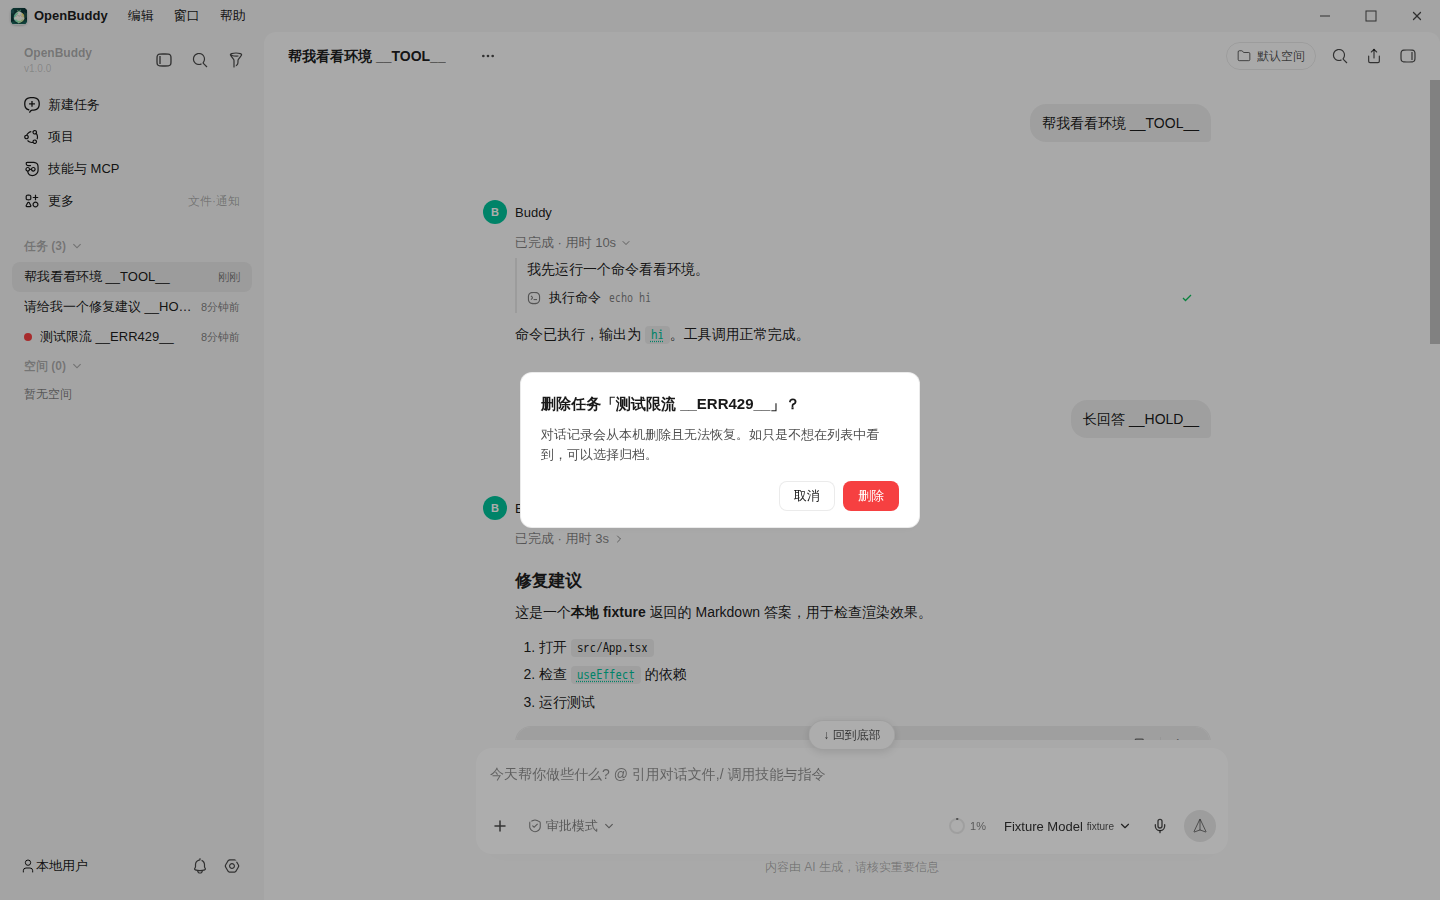 OpenBuddy 编辑 窗口 帮助
OpenBuddy
v1.0.0
新建任务
项目
技能与 MCP
更多 文件·通知
任务 (3)
帮我看看环境 __TOOL__ 刚刚
请给我一个修复建议 __HO… 8分钟前
测试限流 __ERR429__ 8分钟前
空间 (0)
暂无空间
本地用户
帮我看看环境 __TOOL__ ···
默认空间
帮我看看环境 __TOOL__
B Buddy
已完成 · 用时 10s
我先运行一个命令看看环境。
执行命令 echo hi
命令已执行，输出为 hi。工具调用正常完成。
长回答 __HOLD__
删除任务「测试限流 __ERR429__」？
对话记录会从本机删除且无法恢复。如只是不想在列表中看
到，可以选择归档。
取消 删除
B
已完成 · 用时 3s
修复建议
这是一个本地 fixture 返回的 Markdown 答案，用于检查渲染效果。
1. 打开 src/App.tsx
2. 检查 useEffect 的依赖
3. 运行测试
↓ 回到底部
今天帮你做些什么? @ 引用对话文件,/ 调用技能与指令
审批模式 1% Fixture Model fixture
内容由 AI 生成，请核实重要信息